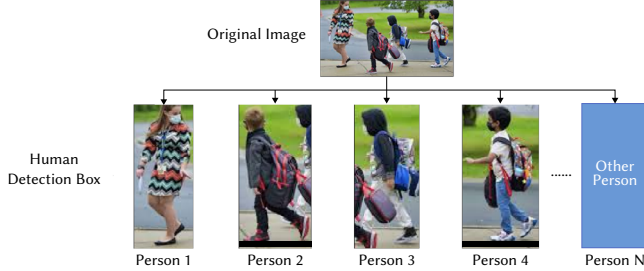 Original Image
Human
Detection Box
Other
Person
......
Person 1
Person 2
Person 3
Person 4
Person N